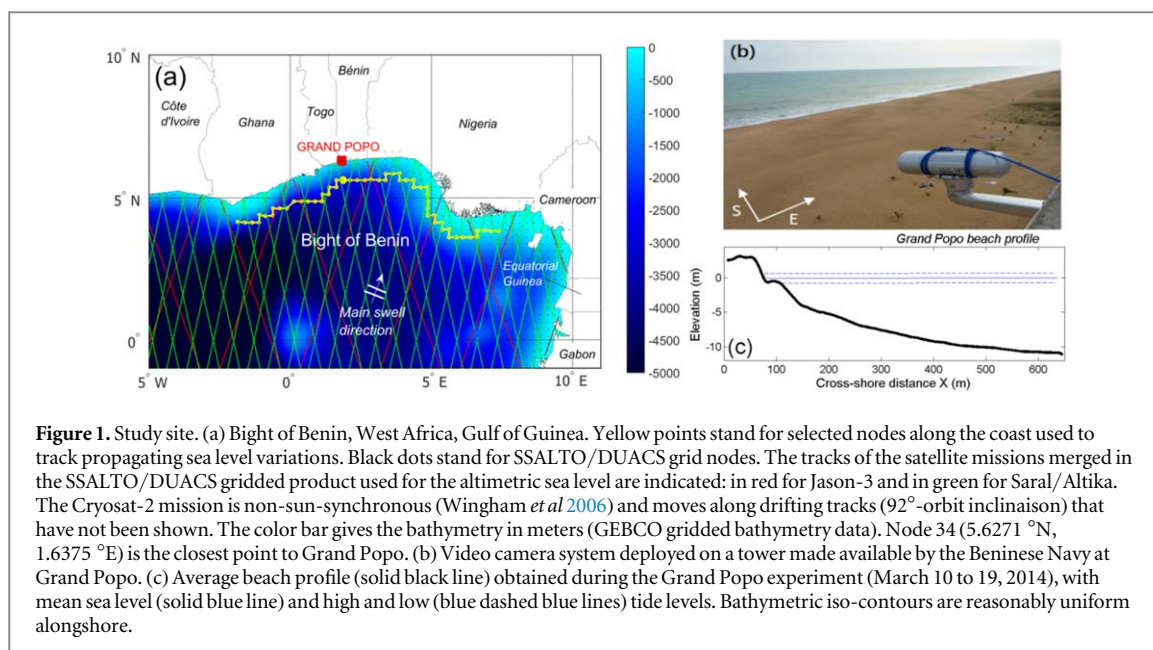 10° N
(a)
Côte
d'Ivoire
Ghana
Togo
Bénin
Nigeria
GRAND POPO
5° N
Cameroon
Bight of Benin
Equatorial
Guinea
Main swell
direction
0°
Gabon
5° W
0°
5° E
10° E
0
-500
-1000
-1500
-2000
-2500
-3000
-3500
-4000
-4500
-5000
(b)
S
E
Grand Popo beach profile
Elevation (m)
0
-5
-10
(c)
0
100
200
300
400
500
600
Cross-shore distance X (m)
Figure 1. Study site. (a) Bight of Benin, West Africa, Gulf of Guinea. Yellow points stand for selected nodes along the coast used to
track propagating sea level variations. Black dots stand for SSALTO/DUACS grid nodes. The tracks of the satellite missions merged in
the SSALTO/DUACS gridded product used for the altimetric sea level are indicated: in red for Jason-3 and in green for Saral/Altika.
The Cryosat-2 mission is non-sun-synchronous (Wingham et al 2006) and moves along drifting tracks (92°-orbit inclinaison) that
have not been shown. The color bar gives the bathymetry in meters (GEBCO gridded bathymetry data). Node 34 (5.6271 °N,
1.6375 °E) is the closest point to Grand Popo. (b) Video camera system deployed on a tower made available by the Beninese Navy at
Grand Popo. (c) Average beach profile (solid black line) obtained during the Grand Popo experiment (March 10 to 19, 2014), with
mean sea level (solid blue line) and high and low (blue dashed blue lines) tide levels. Bathymetric iso-contours are reasonably uniform
alongshore.